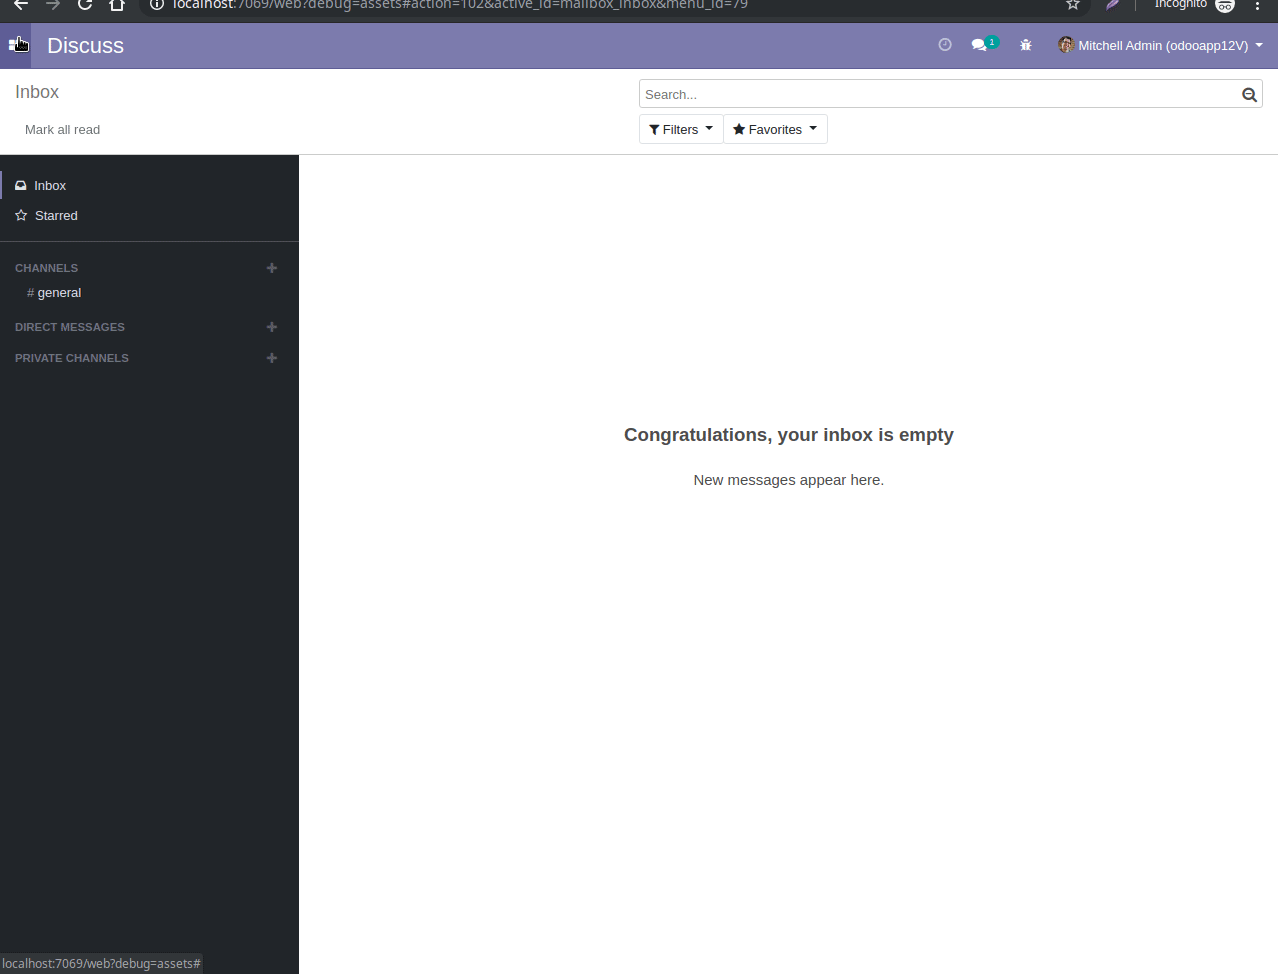 localhost:7069/web?debug=assets#action=102&active_id=mailbox_inbox&menu_id=79
Incognito
Discuss
1
Mitchell Admin (odooapp12V)
Inbox
Search...
Mark all read
Filters
Favorites
Inbox
Starred
CHANNELS
# general
DIRECT MESSAGES
PRIVATE CHANNELS
Congratulations, your inbox is empty
New messages appear here.
localhost:7069/web?debug=assets#